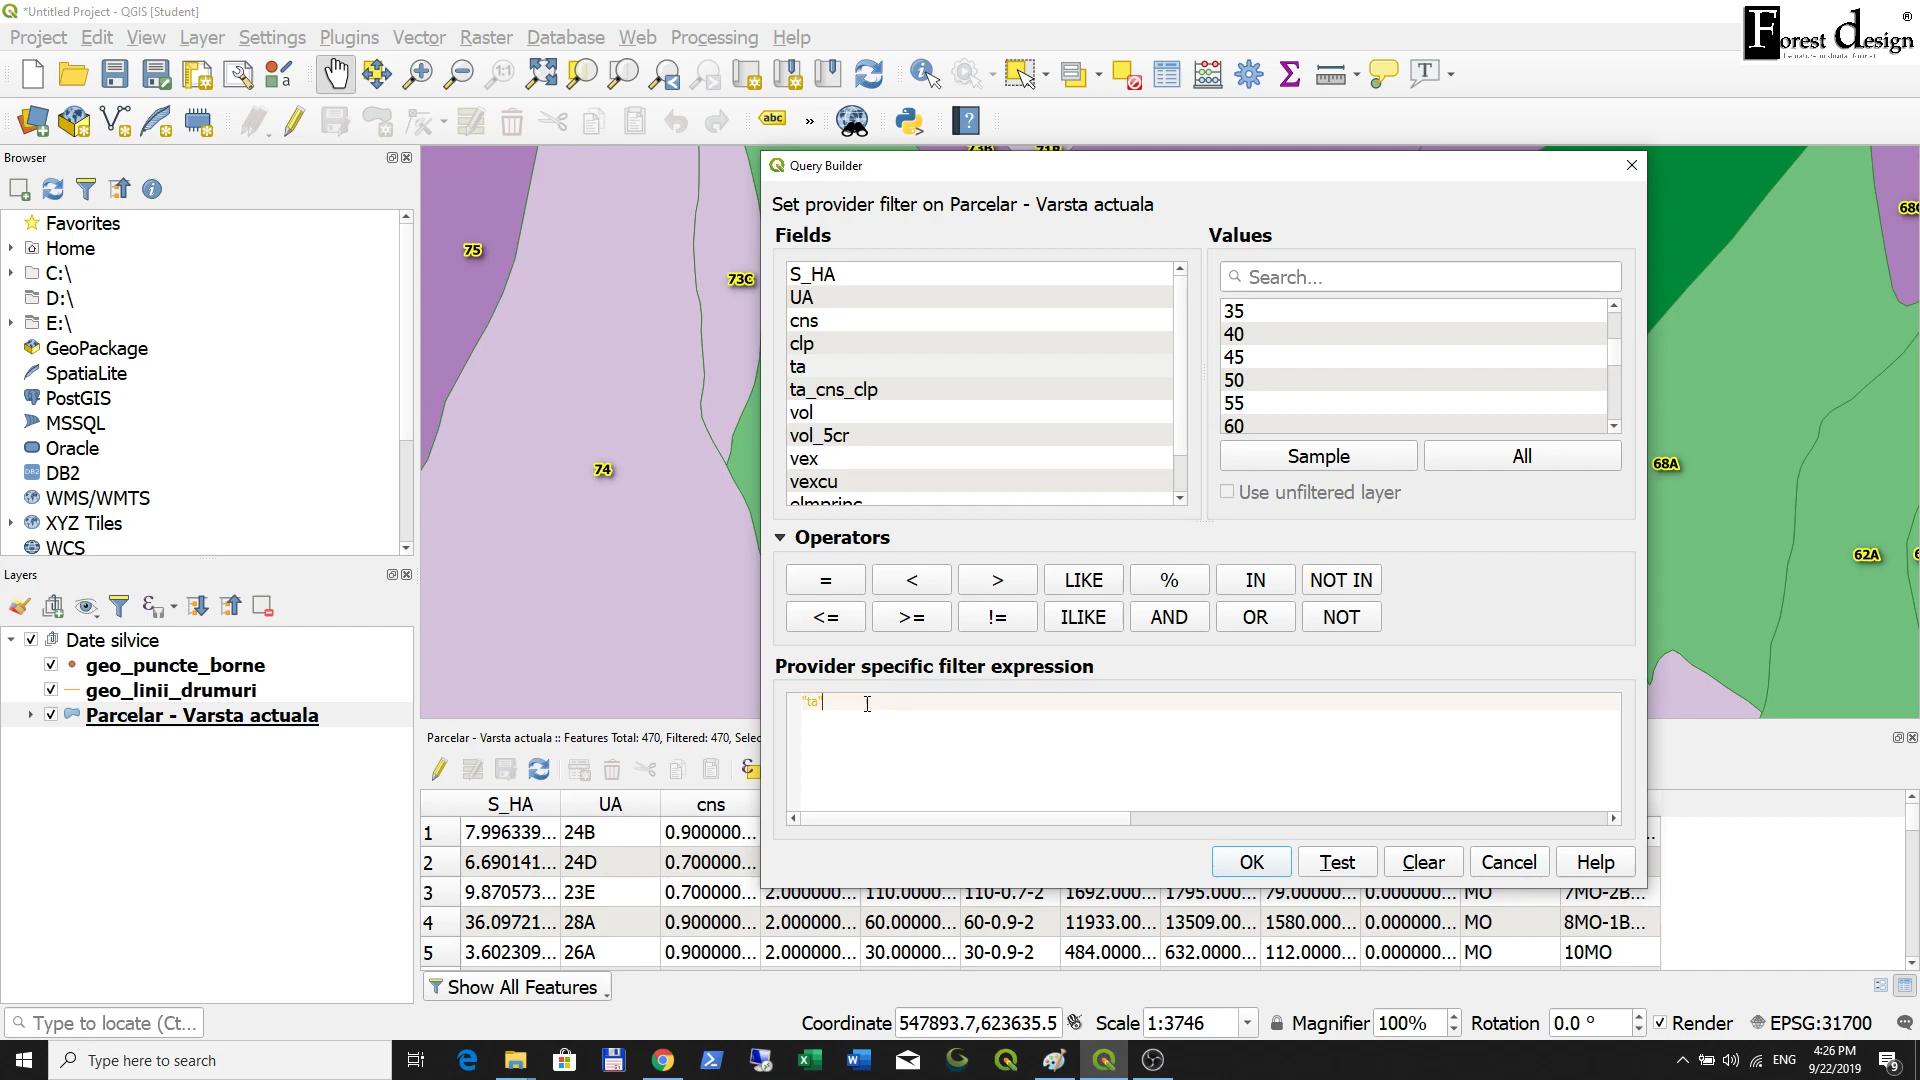 *Untitled Project - QGIS [Student]
Forest design ®
Project Edit View Layer Settings Plugins Vector Raster Database Web Processing Help
abc »
Browser
Favorites
Home
C:\
D:\
E:\
GeoPackage
SpatiaLite
PostGIS
MSSQL
Oracle
DB2
WMS/WMTS
XYZ Tiles
WCS
Layers
Date silvice
geo_puncte_borne
geo_linii_drumuri
Parcelar - Varsta actuala
75
73C
74
73B
71B
68A
62A
Query Builder
Set provider filter on Parcelar - Varsta actuala
Fields
S_HA
UA
cns
clp
ta
ta_cns_clp
vol
vol_5cr
vex
vexcu
elmprinc
Values
Search...
35
40
45
50
55
60
Sample All
Use unfiltered layer
Operators
= < > LIKE % IN NOT IN
<= >= != ILIKE AND OR NOT
Provider specific filter expression
"ta"
OK Test Clear Cancel Help
Parcelar - Varsta actuala :: Features Total: 470, Filtered: 470, Selec
S_HA UA cns
1 7.996339... 24B 0.900000...
2 6.690141... 24D 0.700000...
3 9.870573... 23E 0.700000... 2.000000... 110.0000... 110-0.7-2 1692.000... 1795.000... 79.00000... 0.000000... MO 7MO-2B...
4 36.09721... 28A 0.900000... 2.000000... 60.00000... 60-0.9-2 11933.00... 13509.00... 1580.000... 0.000000... MO 8MO-1B...
5 3.602309... 26A 0.900000... 2.000000... 30.00000... 30-0.9-2 484.0000... 632.0000... 112.0000... 0.000000... MO 10MO
Show All Features
Type to locate (Ct... Coordinate 547893.7,623635.5 Scale 1:3746 Magnifier 100% Rotation 0.0 ° Render EPSG:31700
Type here to search
ENG
4:26 PM
9/22/2019
9